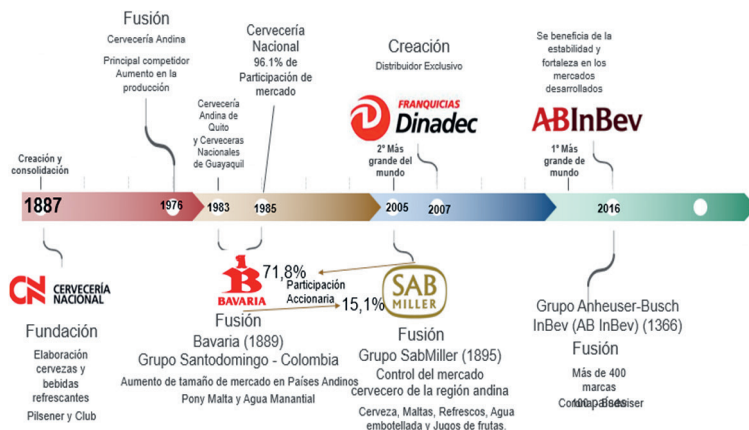 Fusión
Cervecería Andina
Principal competidor
Aumento en la
producción
Cervecería
Nacional
96.1% de
Participación de
mercado
Creación
Distribuidor Exclusivo
Se beneficia de la
estabilidad y
fortaleza en los
mercados
desarrollados
Cervecería
Andina de
Quito
y Cerveceras
Nacionales
de Guayaquil
FRANQUICIAS
Dinadec
ABInBev
Creación y
consolidación
2º Más
grande del
mundo
1º Más
grande de
mundo
1887
1976
1983
1985
2005
2007
2016
CN CERVECERÍA
NACIONAL
1
B
BAVARIA
71,8%
Participación
Accionaria
15,1%
SAB
MILLER
Fundación
Elaboración
cervezas y
bebidas
refrescantes
Pilsener y Club
Fusión
Bavaria (1889)
Grupo Santodomingo - Colombia
Aumento de tamaño de mercado en Países Andinos
Pony Malta y Agua Manantial
Fusión
Grupo SabMiller (1895)
Control del mercado
cervecero de la región andina
Cerveza, Maltas, Refrescos, Agua
embotellada y Jugos de frutas.
Grupo Anheuser-Busch
InBev (AB InBev) (1366)
Fusión
Más de 400
marcas